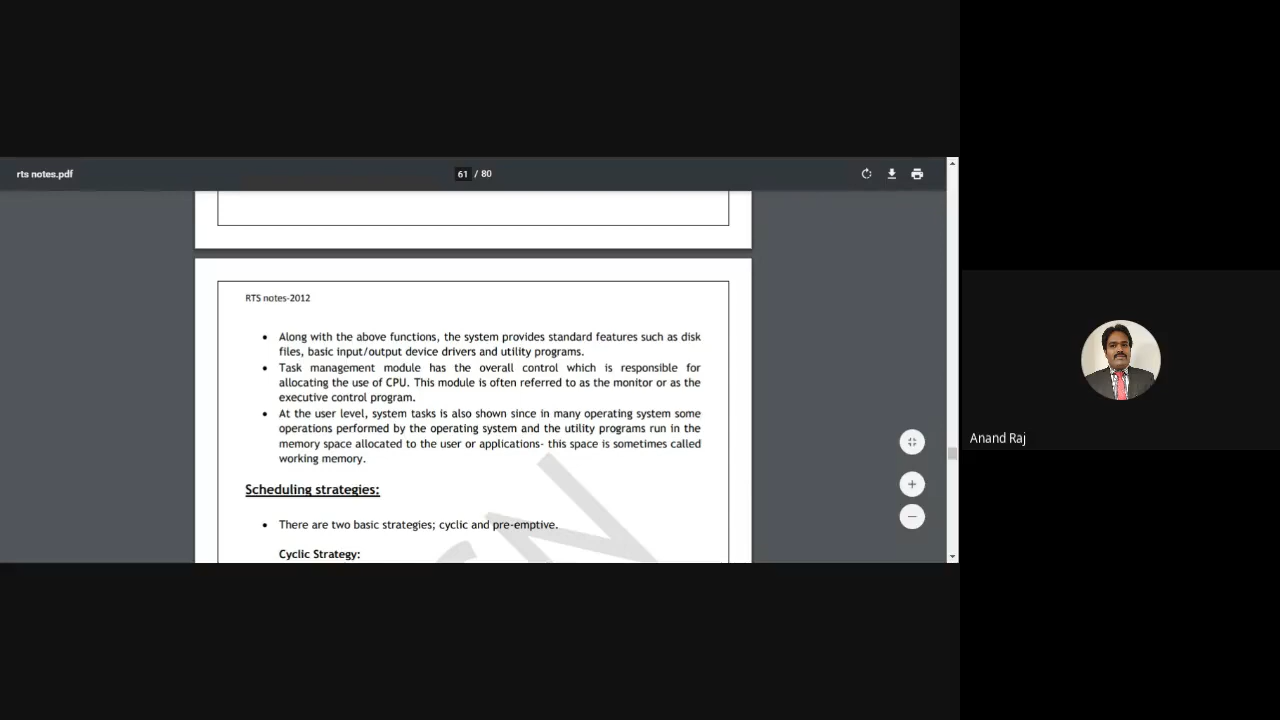 rts notes.pdf
61 / 80
RTS notes-2012
• Along with the above functions, the system provides standard features such as disk
files, basic input/output device drivers and utility programs.
• Task management module has the overall control which is responsible for
allocating the use of CPU. This module is often referred to as the monitor or as the
executive control program.
• At the user level, system tasks is also shown since in many operating system some
operations performed by the operating system and the utility programs run in the
memory space allocated to the user or applications- this space is sometimes called
working memory.
Scheduling strategies:
• There are two basic strategies; cyclic and pre-emptive.
Cyclic Strategy:
Anand Raj